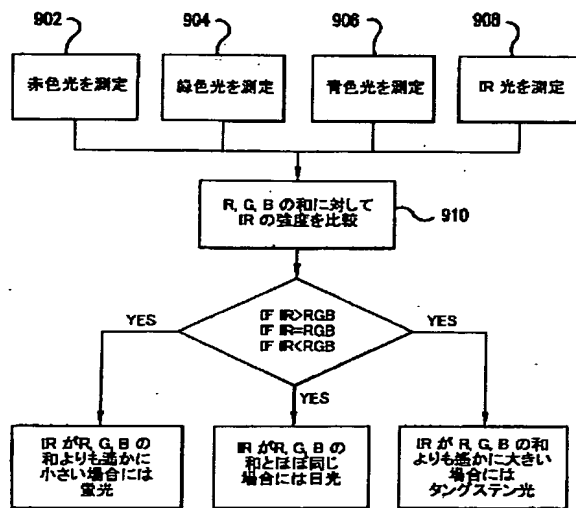 902
904
906
908
赤色光を測定
緑色光を測定
青色光を測定
IR 光を測定
R, G, B の和に対して
IR の強度を比較
910
IF IR>RGB
IF IR=RGB
IF IR<RGB
YES
YES
YES
IR がR, G, B の
和よりも遥かに
小さい場合には
蛍光
IR がR, G, B の
和とほぼ同じ
場合には日光
IR が R, G, B の和
よりも遥かに大きい
場合には
タングステン光